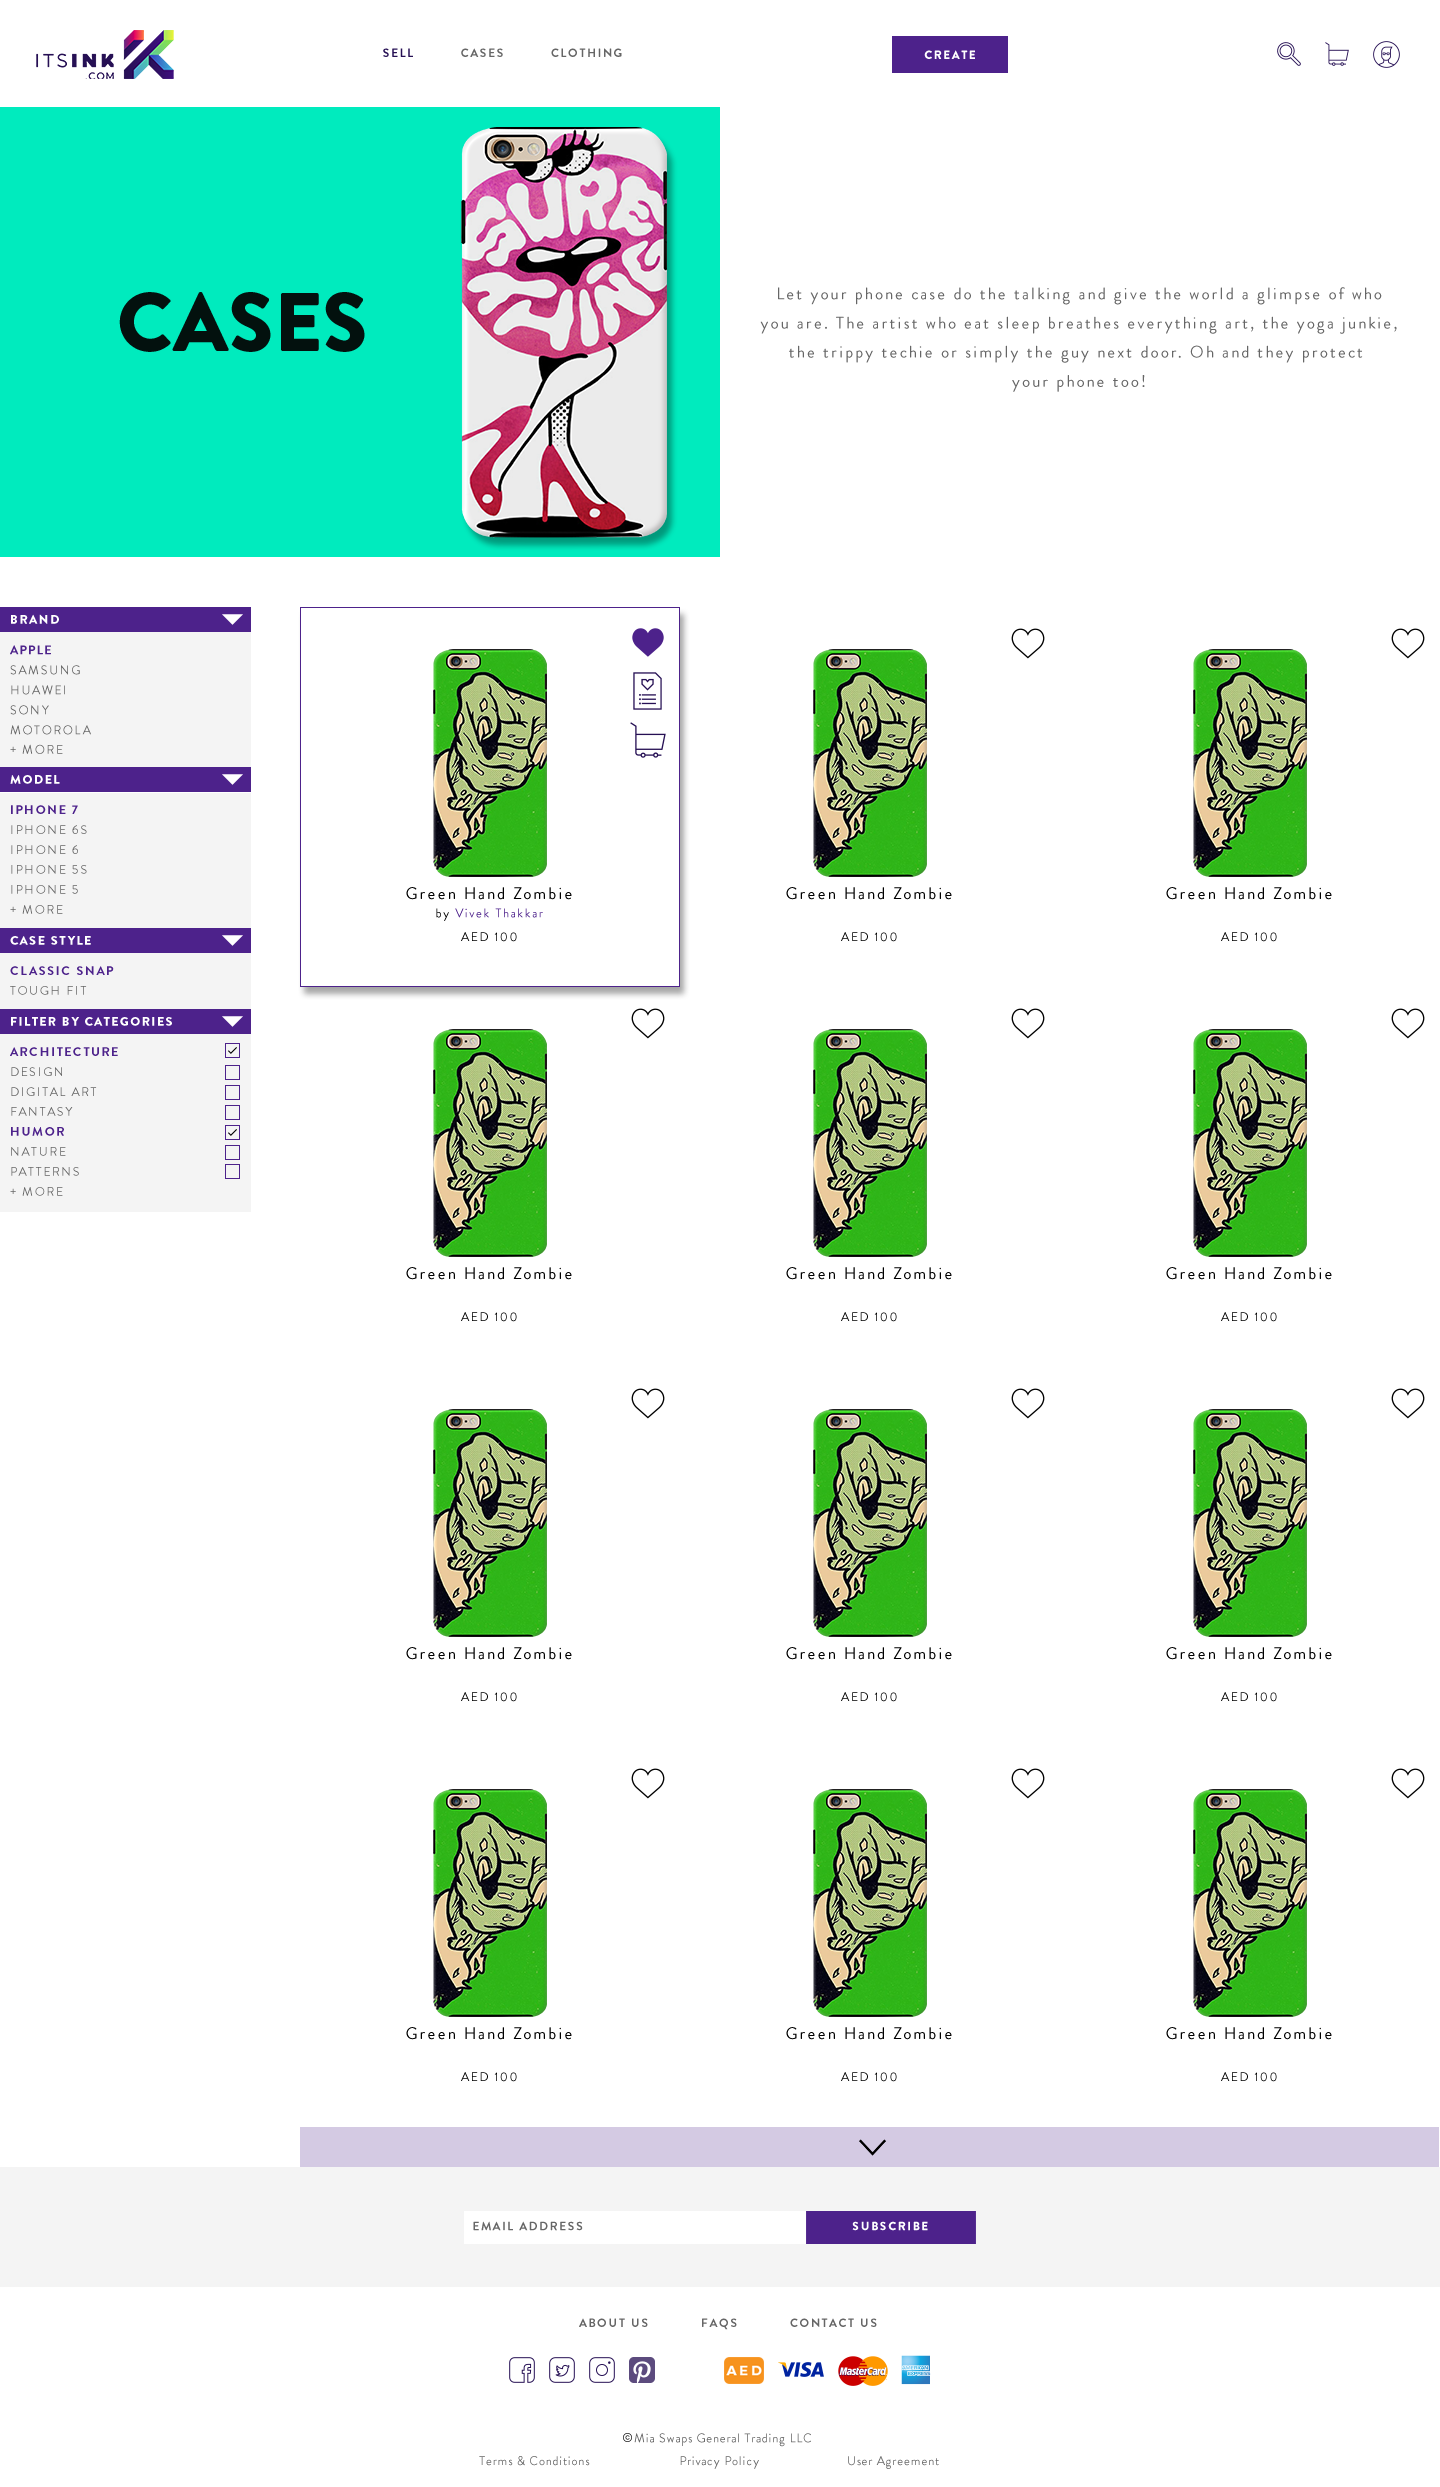 ITSINK
.COM
SELL
CASES
CLOTHING
CREATE
CASES
SURE
THING
Let your phone case do the talking and give the world a glimpse of who
you are. The artist who eat sleep breathes everything art, the yoga junkie,
the trippy techie or simply the guy next door. Oh and they protect
your phone too!
BRAND
APPLE
SAMSUNG
HUAWEI
SONY
MOTOROLA
+ MORE
MODEL
IPHONE 7
IPHONE 6S
IPHONE 6
IPHONE 5S
IPHONE 5
+ MORE
CASE STYLE
CLASSIC SNAP
TOUGH FIT
FILTER BY CATEGORIES
ARCHITECTURE
DESIGN
DIGITAL ART
FANTASY
HUMOR
NATURE
PATTERNS
+ MORE
Green Hand Zombie
by Vivek Thakkar
AED 100
Green Hand Zombie
AED 100
Green Hand Zombie
AED 100
Green Hand Zombie
AED 100
Green Hand Zombie
AED 100
Green Hand Zombie
AED 100
Green Hand Zombie
AED 100
Green Hand Zombie
AED 100
Green Hand Zombie
AED 100
Green Hand Zombie
AED 100
Green Hand Zombie
AED 100
Green Hand Zombie
AED 100
EMAIL ADDRESS
SUBSCRIBE
ABOUT US
FAQS
CONTACT US
AED
VISA
MasterCard
AMERICAN
EXPRESS
©Mia Swaps General Trading LLC
Terms & Conditions
Privacy Policy
User Agreement